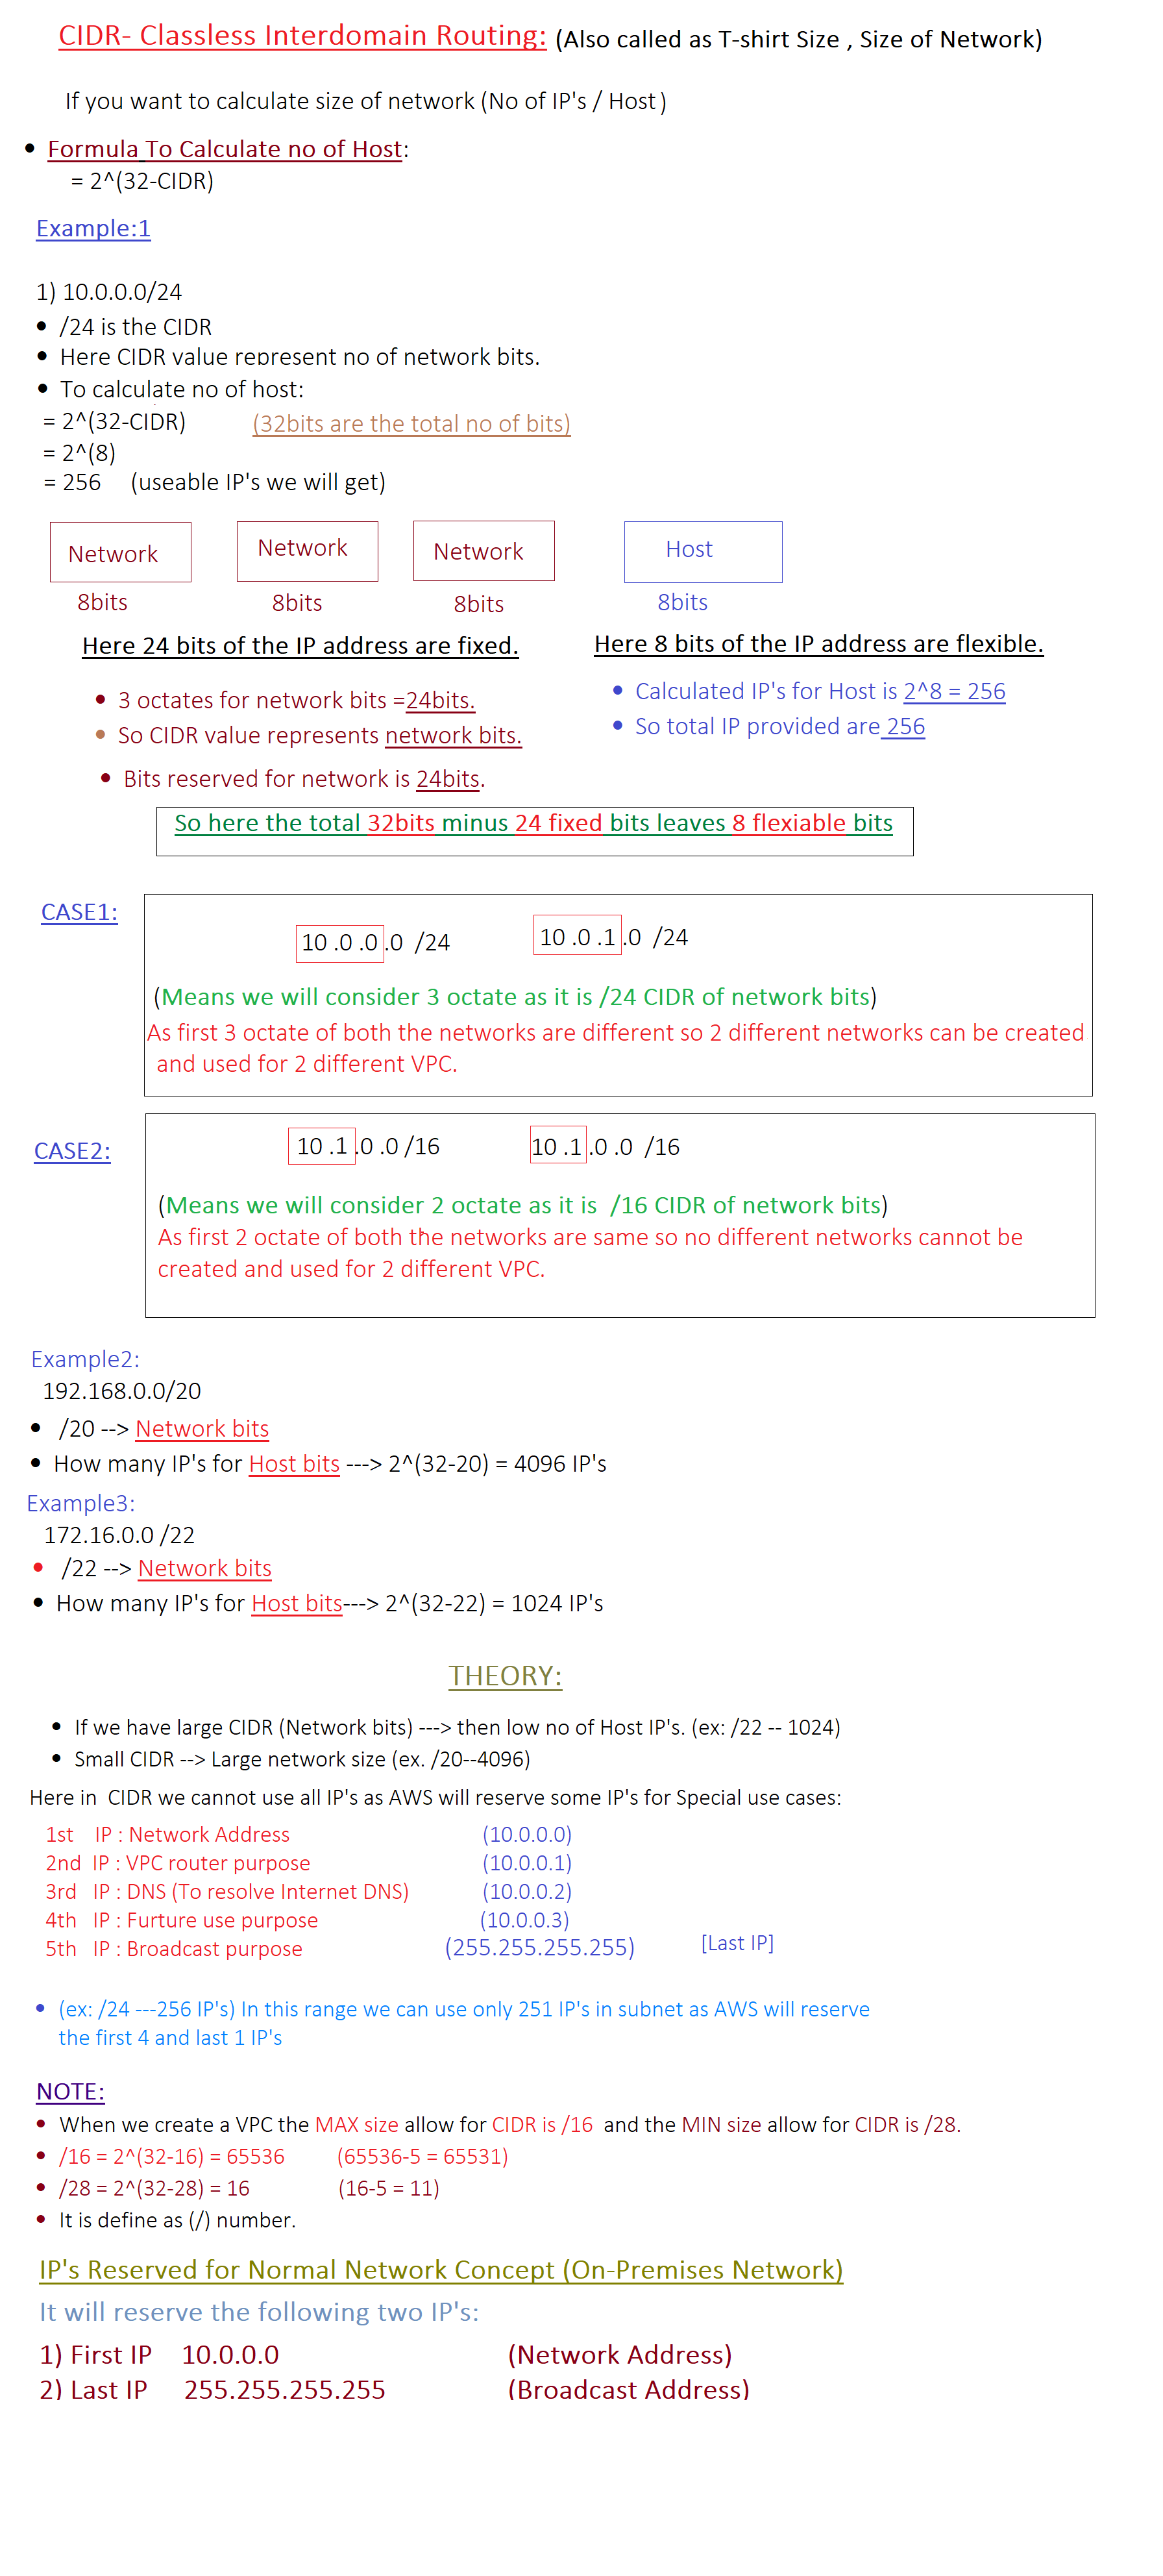 CIDR- Classless Interdomain Routing: (Also called as T-shirt Size , Size of Network)
If you want to calculate size of network (No of IP's / Host)
• Formula To Calculate no of Host:
= 2^(32-CIDR)
Example:1
1) 10.0.0.0/24
• /24 is the CIDR
• Here CIDR value represent no of network bits.
• To calculate no of host:
= 2^(32-CIDR) (32bits are the total no of bits)
= 2^(8)
= 256 (useable IP's we will get)
Network Network Network Host
8bits 8bits 8bits 8bits
Here 24 bits of the IP address are fixed. Here 8 bits of the IP address are flexible.
• 3 octates for network bits =24bits. • Calculated IP's for Host is 2^8 = 256
• So CIDR value represents network bits. • So total IP provided are 256
• Bits reserved for network is 24bits.
So here the total 32bits minus 24 fixed bits leaves 8 flexiable bits
CASE1:
10 .0 .0 .0 /24 10 .0 .1 .0 /24
(Means we will consider 3 octate as it is /24 CIDR of network bits)
As first 3 octate of both the networks are different so 2 different networks can be created
and used for 2 different VPC.
CASE2:
10 .1 .0 .0 /16 10 .1 .0 .0 /16
(Means we will consider 2 octate as it is /16 CIDR of network bits)
As first 2 octate of both the networks are same so no different networks cannot be
created and used for 2 different VPC.
Example2:
192.168.0.0/20
• /20 --> Network bits
• How many IP's for Host bits ---> 2^(32-20) = 4096 IP's
Example3:
172.16.0.0 /22
• /22 --> Network bits
• How many IP's for Host bits---> 2^(32-22) = 1024 IP's
THEORY:
• If we have large CIDR (Network bits) ---> then low no of Host IP's. (ex: /22 -- 1024)
• Small CIDR --> Large network size (ex. /20--4096)
Here in CIDR we cannot use all IP's as AWS will reserve some IP's for Special use cases:
1st IP : Network Address (10.0.0.0)
2nd IP : VPC router purpose (10.0.0.1)
3rd IP : DNS (To resolve Internet DNS) (10.0.0.2)
4th IP : Furture use purpose (10.0.0.3)
5th IP : Broadcast purpose (255.255.255.255) [Last IP]
• (ex: /24 ---256 IP's) In this range we can use only 251 IP's in subnet as AWS will reserve
the first 4 and last 1 IP's
NOTE:
• When we create a VPC the MAX size allow for CIDR is /16 and the MIN size allow for CIDR is /28.
• /16 = 2^(32-16) = 65536 (65536-5 = 65531)
• /28 = 2^(32-28) = 16 (16-5 = 11)
• It is define as (/) number.
IP's Reserved for Normal Network Concept (On-Premises Network)
It will reserve the following two IP's:
1) First IP 10.0.0.0 (Network Address)
2) Last IP 255.255.255.255 (Broadcast Address)